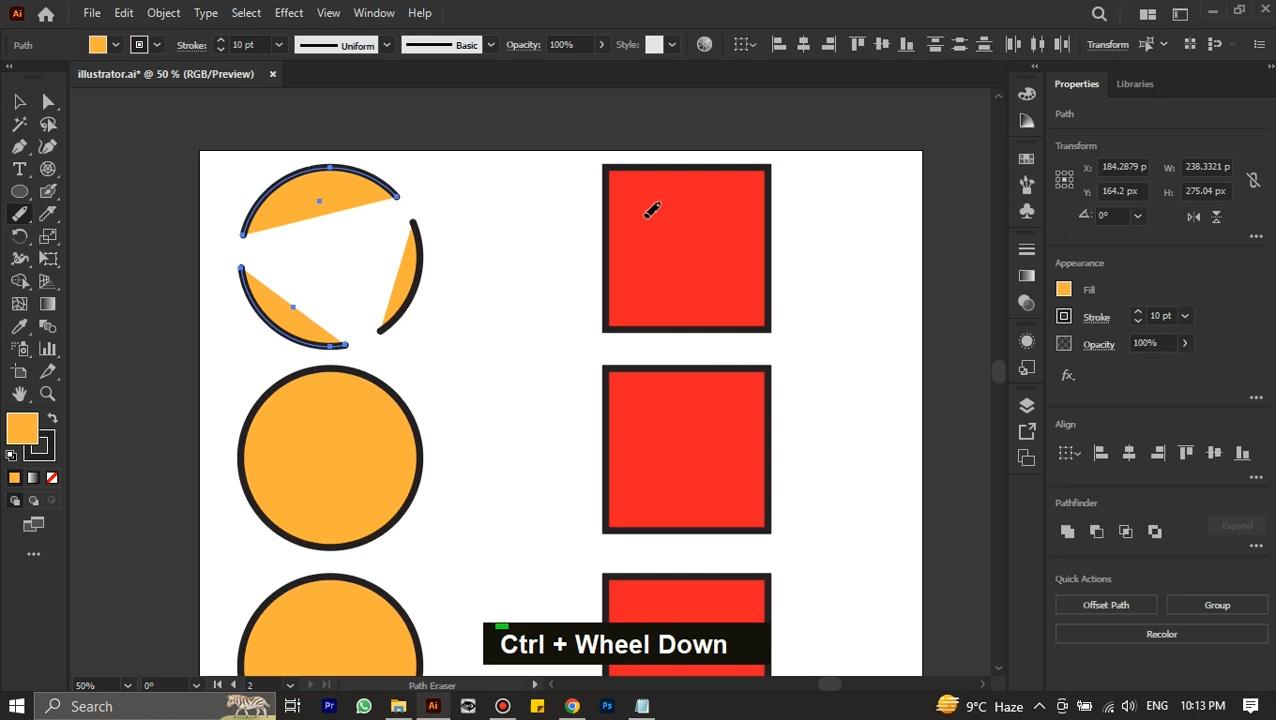 Ai
File
Edit
Object
Type
Select
Effect
View
Window
Help
Path
Stroke:
10 pt
Uniform
Basic
Opacity:
100%
Style:
Transform
illustrator.ai* @ 50 % (RGB/Preview)
Properties
Libraries
Path
Transform
X:
184.2879 p
W:
238.3321 p
Y:
164.2 px
H:
275.04 px
0°
Appearance
Fill
Stroke
10 pt
Opacity
100%
fx.
Align
Pathfinder
Expand
Quick Actions
Offset Path
Group
Recolor
Ctrl + Wheel Down
50%
0°
2
Path Eraser
Search
Pr
Ai
Ps
9°C Haze
ENG
10:13 PM